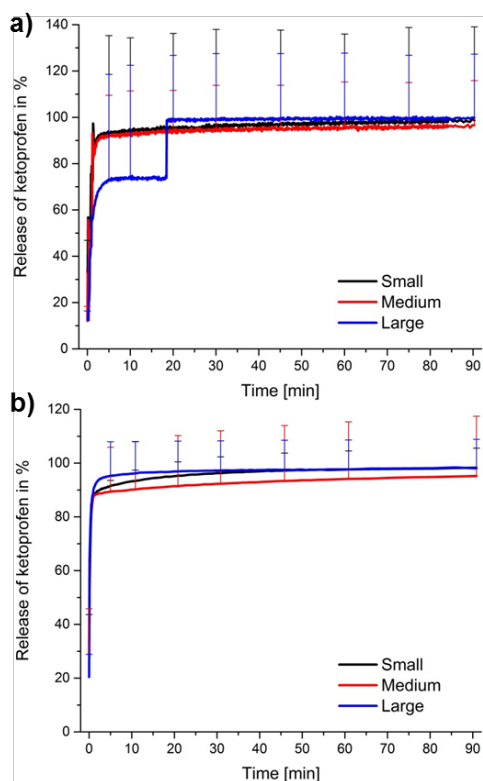 a)
Release of ketoprofen in %
140
120
100
80
60
40
20
0
Small
Medium
Large
0 10 20 30 40 50 60 70 80 90
Time [min]
b)
Release of ketoprofen in %
120
100
80
60
40
20
0
Small
Medium
Large
0 10 20 30 40 50 60 70 80 90
Time [min]